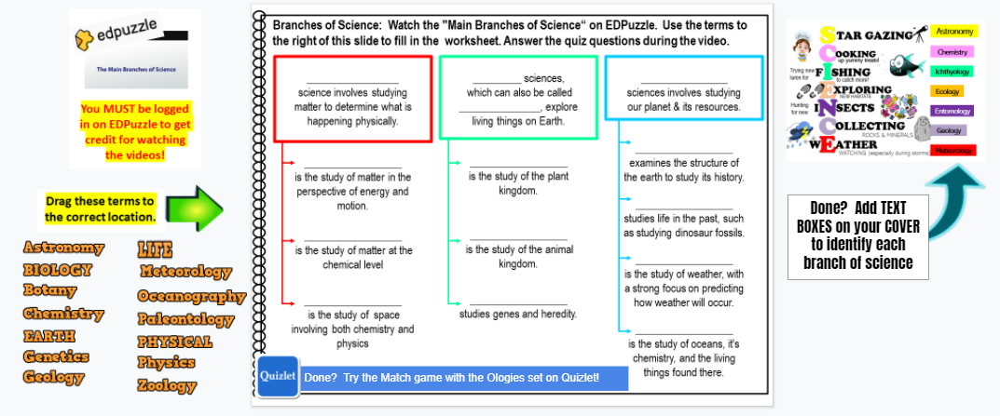 edpuzzle
The Main Branches of Science
You MUST be logged
in on EDPuzzle to get
credit for watching
the videos!
Drag these terms to
the correct location.
Astronomy
BIOLOGY
Botany
Chemistry
EARTH
Genetics
Geology
LIFE
Meteorology
Oceanography
Paleontology
PHYSICAL
Physics
Zoology
Branches of Science: Watch the "Main Branches of Science“ on EDPuzzle. Use the terms to
the right of this slide to fill in the worksheet. Answer the quiz questions during the video.
____________________
science involves studying
matter to determine what is
happening physically.
____________________
is the study of matter in the
perspective of energy and
motion.
____________________
is the study of matter at the
chemical level
____________________
is the study of space
involving both chemistry and
physics
__________ sciences,
which can also be called
________________, explore
living things on Earth.
____________________
is the study of the plant
kingdom.
____________________
is the study of the animal
kingdom.
____________________
studies genes and heredity.
____________________
sciences involves studying
our planet & its resources.
____________________
examines the structure of
the earth to study its history.
____________________
studies life in the past, such
as studying dinosaur fossils.
____________________
is the study of weather, with
a strong focus on predicting
how weather will occur.
____________________
is the study of oceans, it's
chemistry, and the living
things found there.
Quizlet
Done? Try the Match game with the Ologies set on Quizlet!
STAR GAZING
COOKING
up yummy treats!
Trying new
lures for
FISHING
to catch more!
EXPLORING
NEW HABITATS
Hunting
for new
INSECTS
COLLECTING
ROCKS & MINERALS
WEATHER
WATCHING (especially during storms)
Astronomy
Chemistry
Ichthyology
Ecology
Entomology
Geology
Meteorology
Done? Add TEXT
BOXES on your COVER
to identify each
branch of science